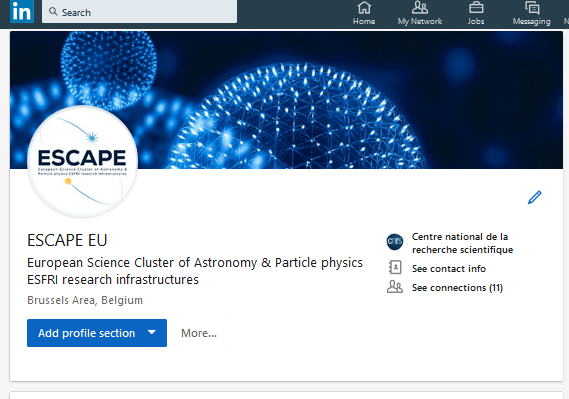 in
Search
Home
My Network
Jobs
Messaging
N
ESCAPE
European Science Cluster of Astronomy &
Particle physics ESFRI research infrastructures
ESCAPE EU
European Science Cluster of Astronomy & Particle physics
ESFRI research infrastructures
Brussels Area, Belgium
Add profile section
More...
cnrs
Centre national de la
recherche scientifique
See contact info
See connections (11)